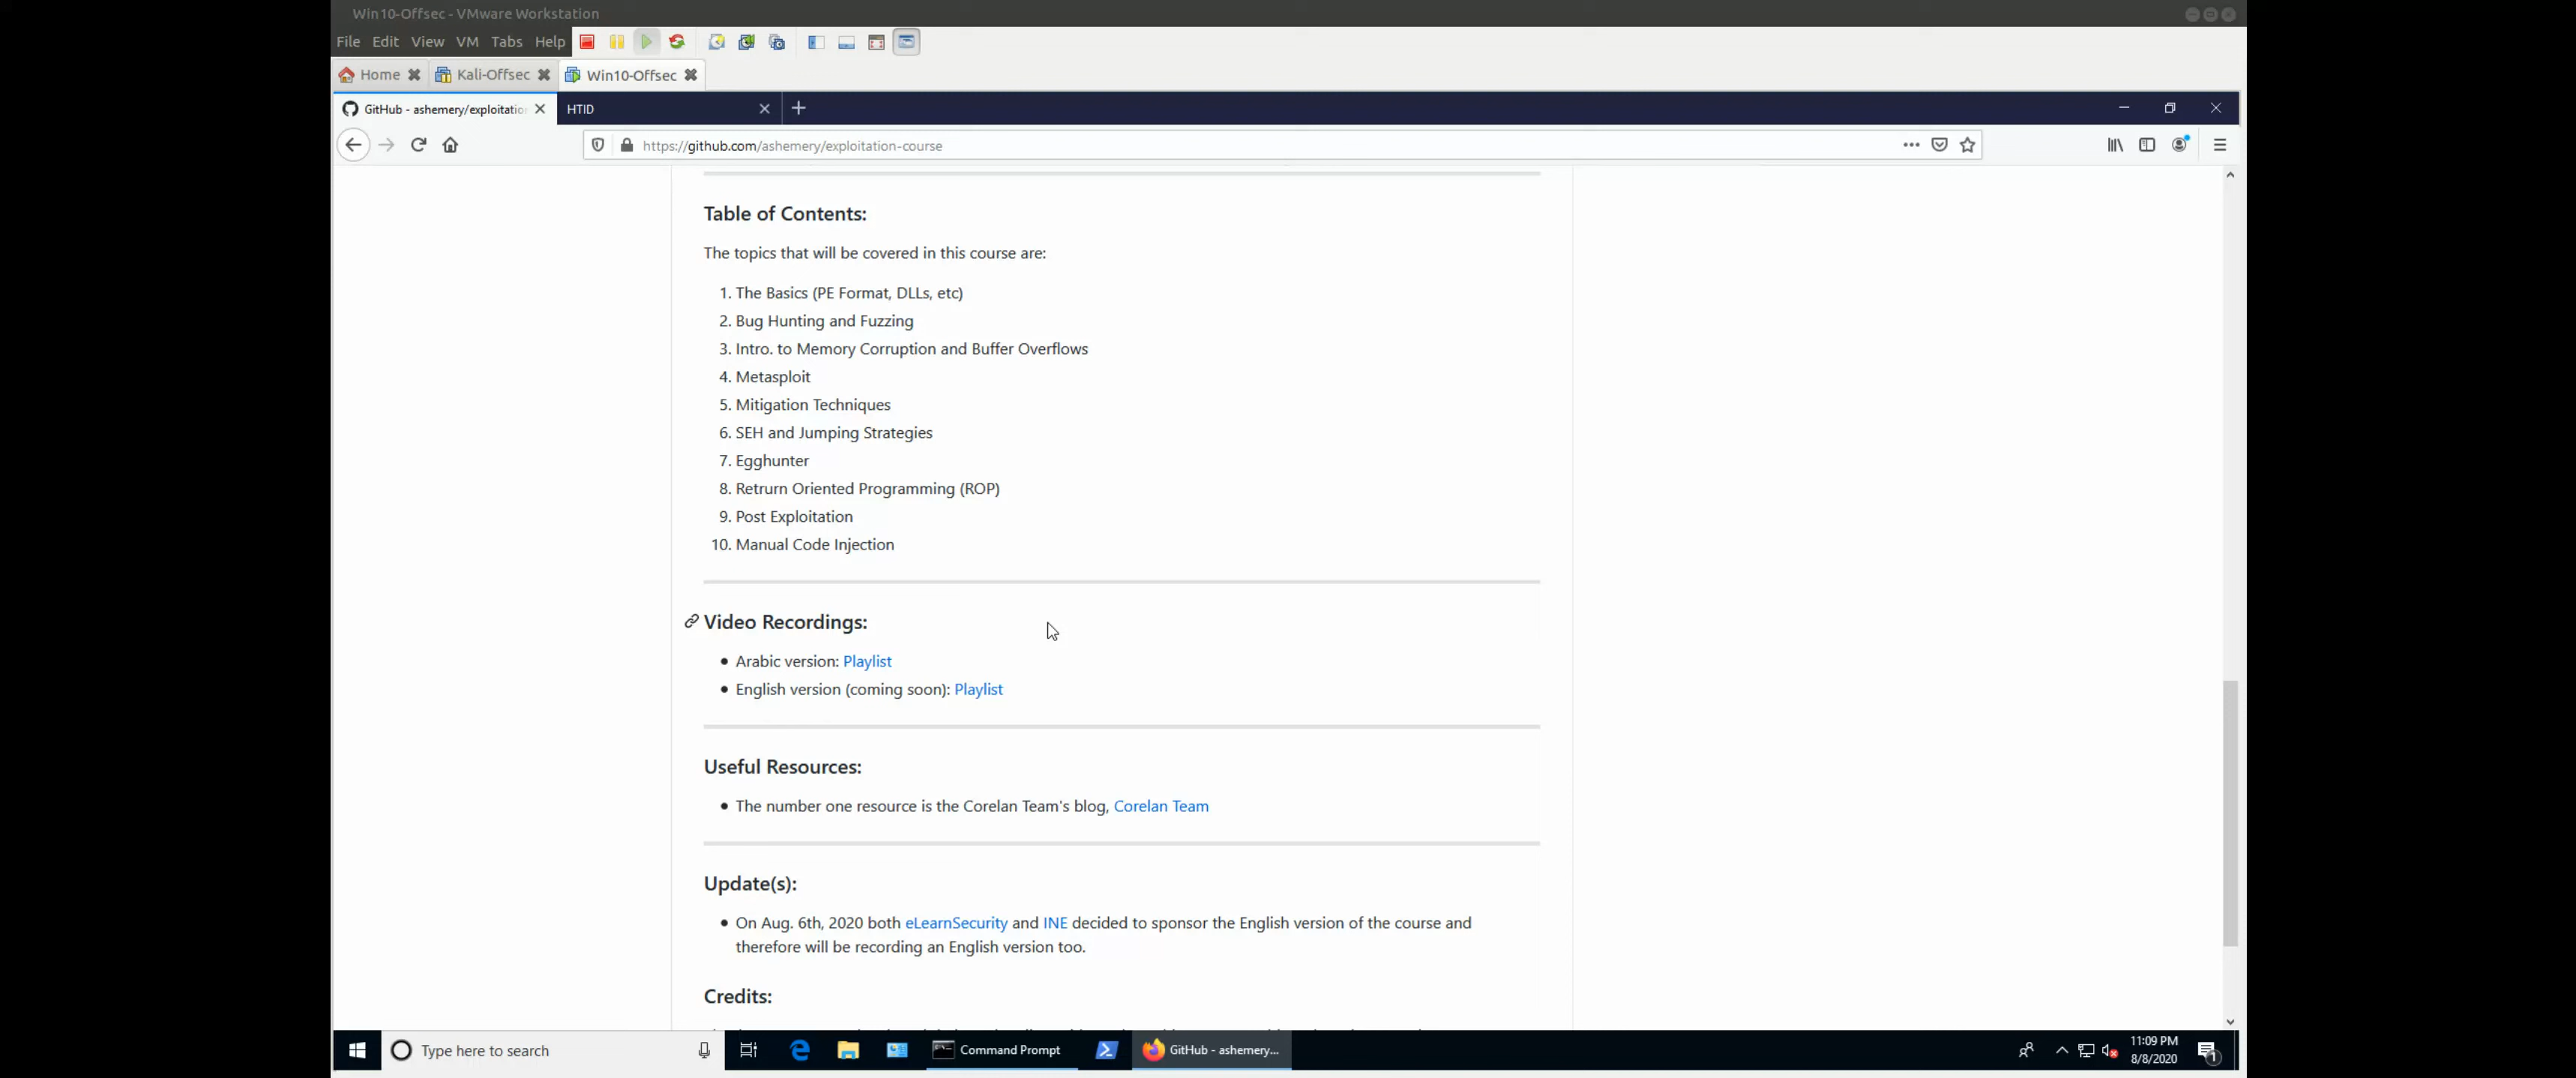 Win10-Offsec - VMware Workstation
File Edit View VM Tabs Help
Home Kali-Offsec Win10-Offsec
GitHub - ashemery/exploitatio HTID
https://github.com/ashemery/exploitation-course
Table of Contents:
The topics that will be covered in this course are:
1. The Basics (PE Format, DLLs, etc)
2. Bug Hunting and Fuzzing
3. Intro. to Memory Corruption and Buffer Overflows
4. Metasploit
5. Mitigation Techniques
6. SEH and Jumping Strategies
7. Egghunter
8. Retrurn Oriented Programming (ROP)
9. Post Exploitation
10. Manual Code Injection
Video Recordings:
• Arabic version: Playlist
• English version (coming soon): Playlist
Useful Resources:
• The number one resource is the Corelan Team's blog, Corelan Team
Update(s):
• On Aug. 6th, 2020 both eLearnSecurity and INE decided to sponsor the English version of the course and
therefore will be recording an English version too.
Credits:
Type here to search Command Prompt GitHub - ashemery... 11:09 PM
8/8/2020 1